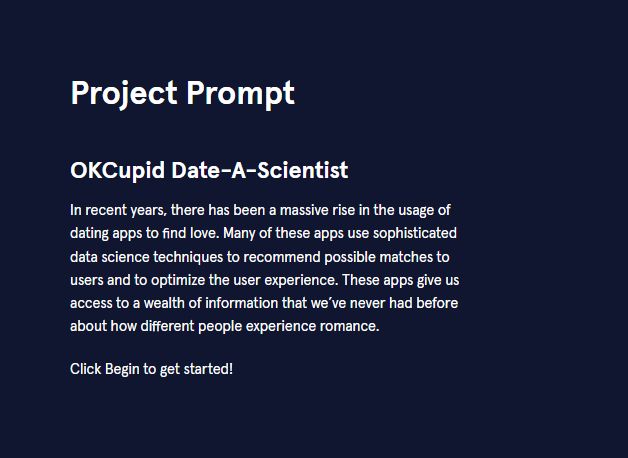 Project Prompt
OKCupid Date-A-Scientist
In recent years, there has been a massive rise in the usage of
dating apps to find love. Many of these apps use sophisticated
data science techniques to recommend possible matches to
users and to optimize the user experience. These apps give us
access to a wealth of information that we’ve never had before
about how different people experience romance.
Click Begin to get started!